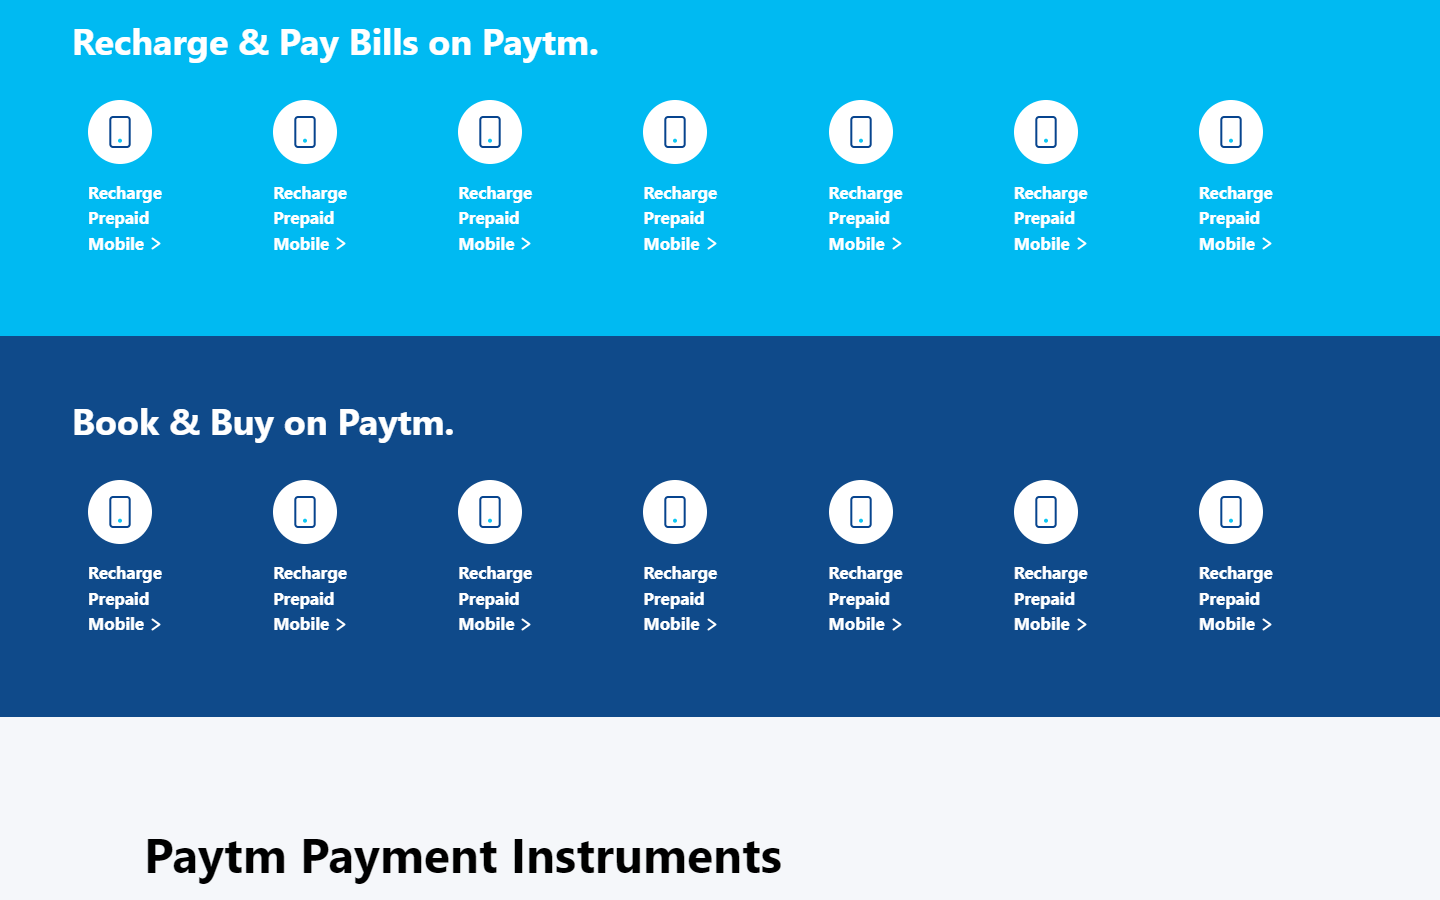 Recharge & Pay Bills on Paytm.
Recharge Recharge Recharge Recharge Recharge Recharge Recharge
Prepaid Prepaid Prepaid Prepaid Prepaid Prepaid Prepaid
Mobile > Mobile > Mobile > Mobile > Mobile > Mobile > Mobile >
Book & Buy on Paytm.
Recharge Recharge Recharge Recharge Recharge Recharge Recharge
Prepaid Prepaid Prepaid Prepaid Prepaid Prepaid Prepaid
Mobile > Mobile > Mobile > Mobile > Mobile > Mobile > Mobile >
Paytm Payment Instruments